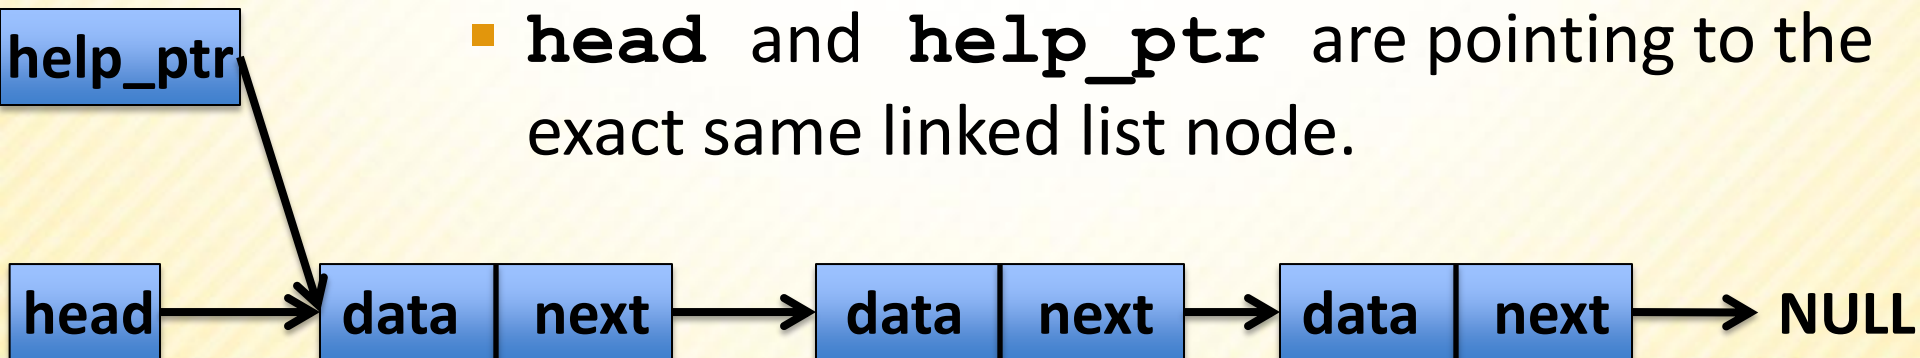 help_ptr
head and help_ptr are pointing to the
exact same linked list node.
head data next data next data next NULL